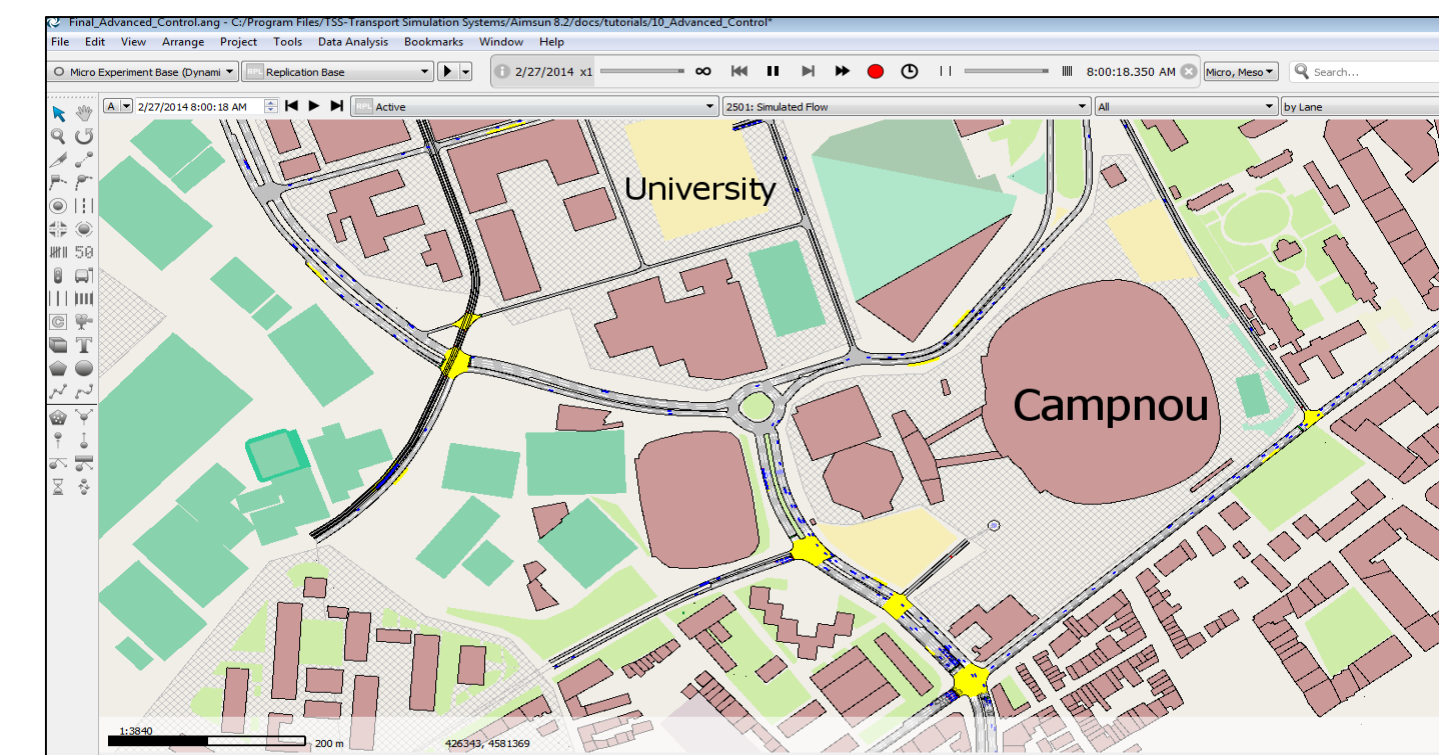 Final_Advanced_Control.ang - C:/Program Files/TSS-Transport Simulation Systems/Aimsun 8.2/docs/tutorials/10_Advanced_Control*
File Edit View Arrange Project Tools Data Analysis Bookmarks Window Help
Micro Experiment Base (Dynami RPL Replication Base 2/27/2014 x1 8:00:18.350 AM Micro, Meso Search...
A 2/27/2014 8:00:18 AM RPL Active 2501: Simulated Flow All by Lane
University
50
Campnou
1:3840
200 m
426343, 4581369